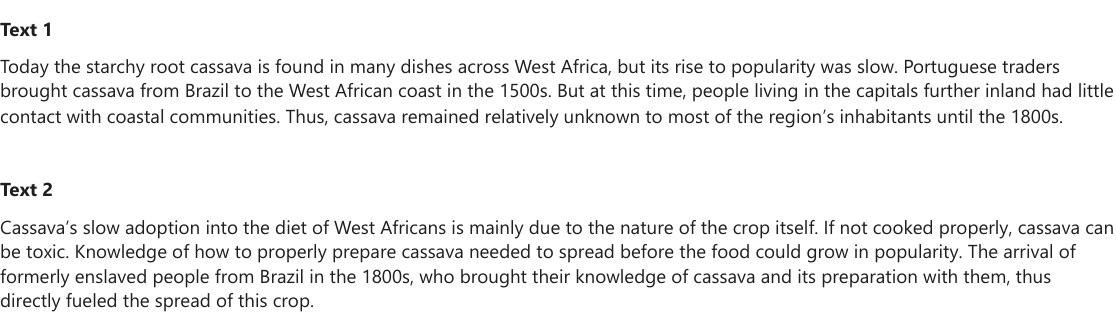 Text 1
Today the starchy root cassava is found in many dishes across West Africa, but its rise to popularity was slow. Portuguese traders
brought cassava from Brazil to the West African coast in the 1500s. But at this time, people living in the capitals further inland had little
contact with coastal communities. Thus, cassava remained relatively unknown to most of the region’s inhabitants until the 1800s.
Text 2
Cassava’s slow adoption into the diet of West Africans is mainly due to the nature of the crop itself. If not cooked properly, cassava can
be toxic. Knowledge of how to properly prepare cassava needed to spread before the food could grow in popularity. The arrival of
formerly enslaved people from Brazil in the 1800s, who brought their knowledge of cassava and its preparation with them, thus
directly fueled the spread of this crop.